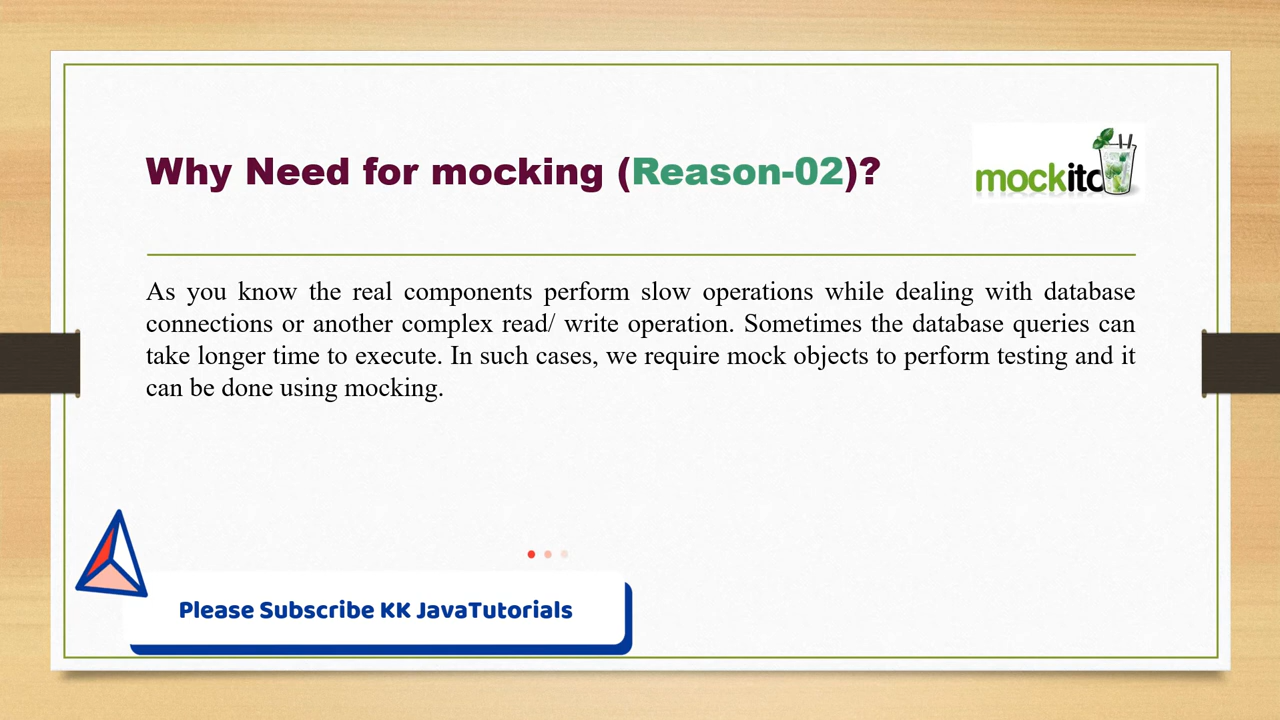 Why Need for mocking (Reason-02)?
mockito
As you know the real components perform slow operations while dealing with database
connections or another complex read/ write operation. Sometimes the database queries can
take longer time to execute. In such cases, we require mock objects to perform testing and it
can be done using mocking.
Please Subscribe KK JavaTutorials